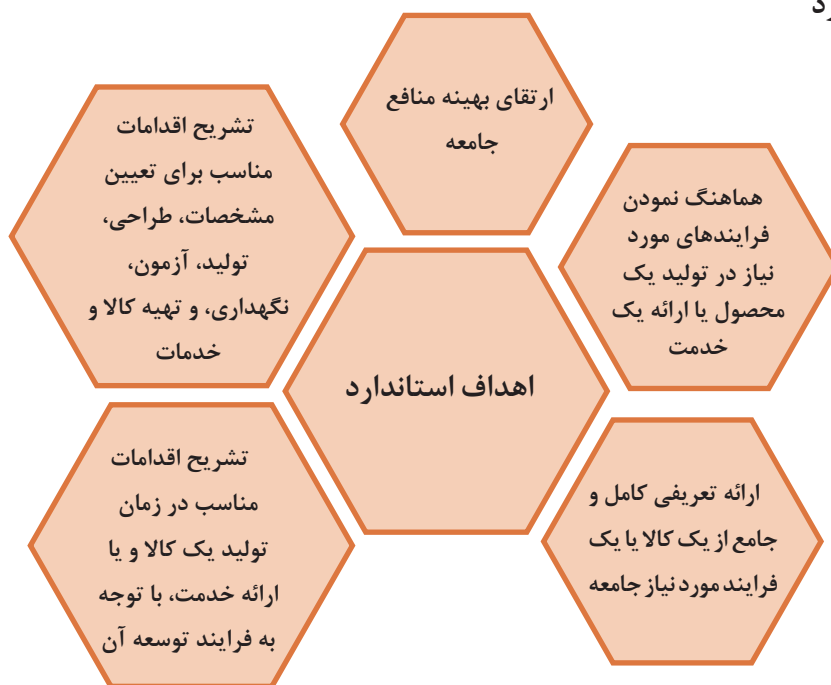 ارتقای بهینه منافع
جامعه
هماهنگ نمودن
فرایندهای مورد
نیاز در تولید یک
محصول یا ارائه یک
خدمت
ارائه تعریفی کامل و
جامع از یک کالا یا یک
فرایند مورد نیاز جامعه
تشریح اقدامات
مناسب در زمان
تولید یک کالا و یا
ارائه خدمت، با توجه
به فرایند توسعه آن
تشریح اقدامات
مناسب برای تعیین
مشخصات، طراحی،
تولید، آزمون،
نگهداری، و تهیه کالا و
خدمات
اهداف استاندارد